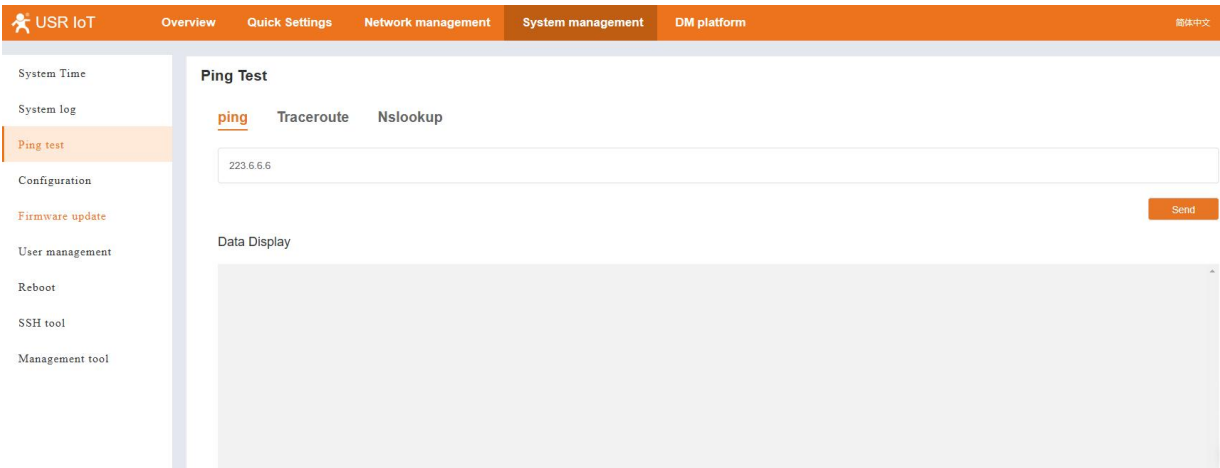 USR IoT Overview Quick Settings Network management System management DM platform 简体中文
System Time
System log
Ping test
Configuration
Firmware update
User management
Reboot
SSH tool
Management tool
Ping Test
ping Traceroute Nslookup
223.6.6.6
Send
Data Display